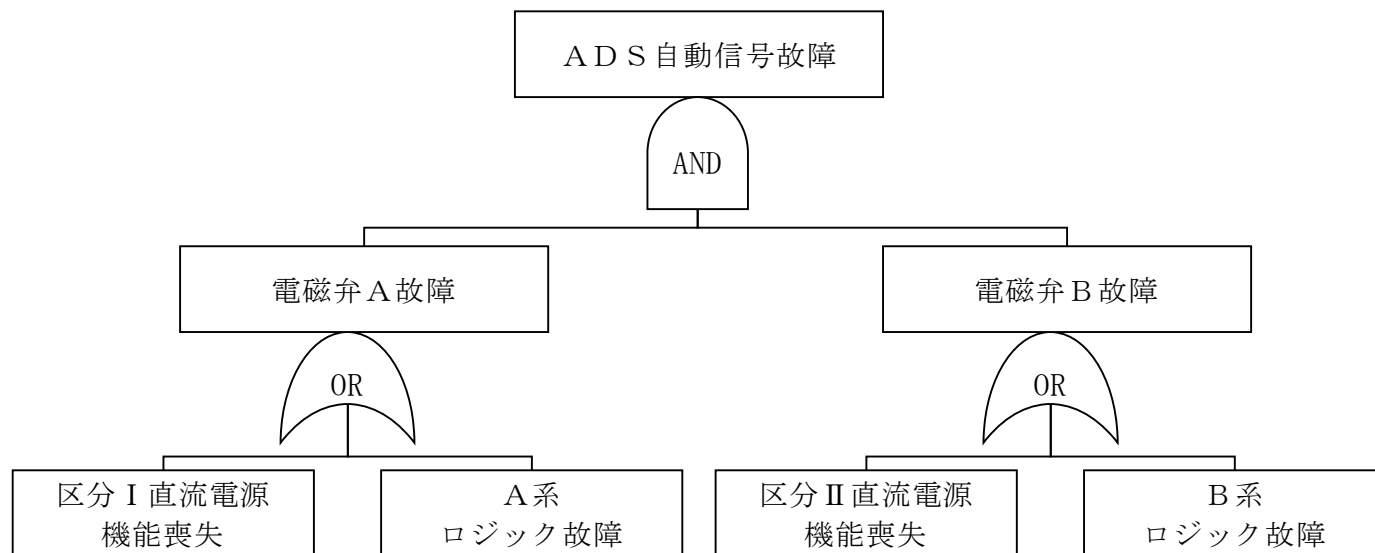 ＡＤＳ自動信号故障
AND
電磁弁Ａ故障
電磁弁Ｂ故障
OR
OR
区分Ⅰ直流電源
機能喪失
Ａ系
ロジック故障
区分Ⅱ直流電源
機能喪失
Ｂ系
ロジック故障